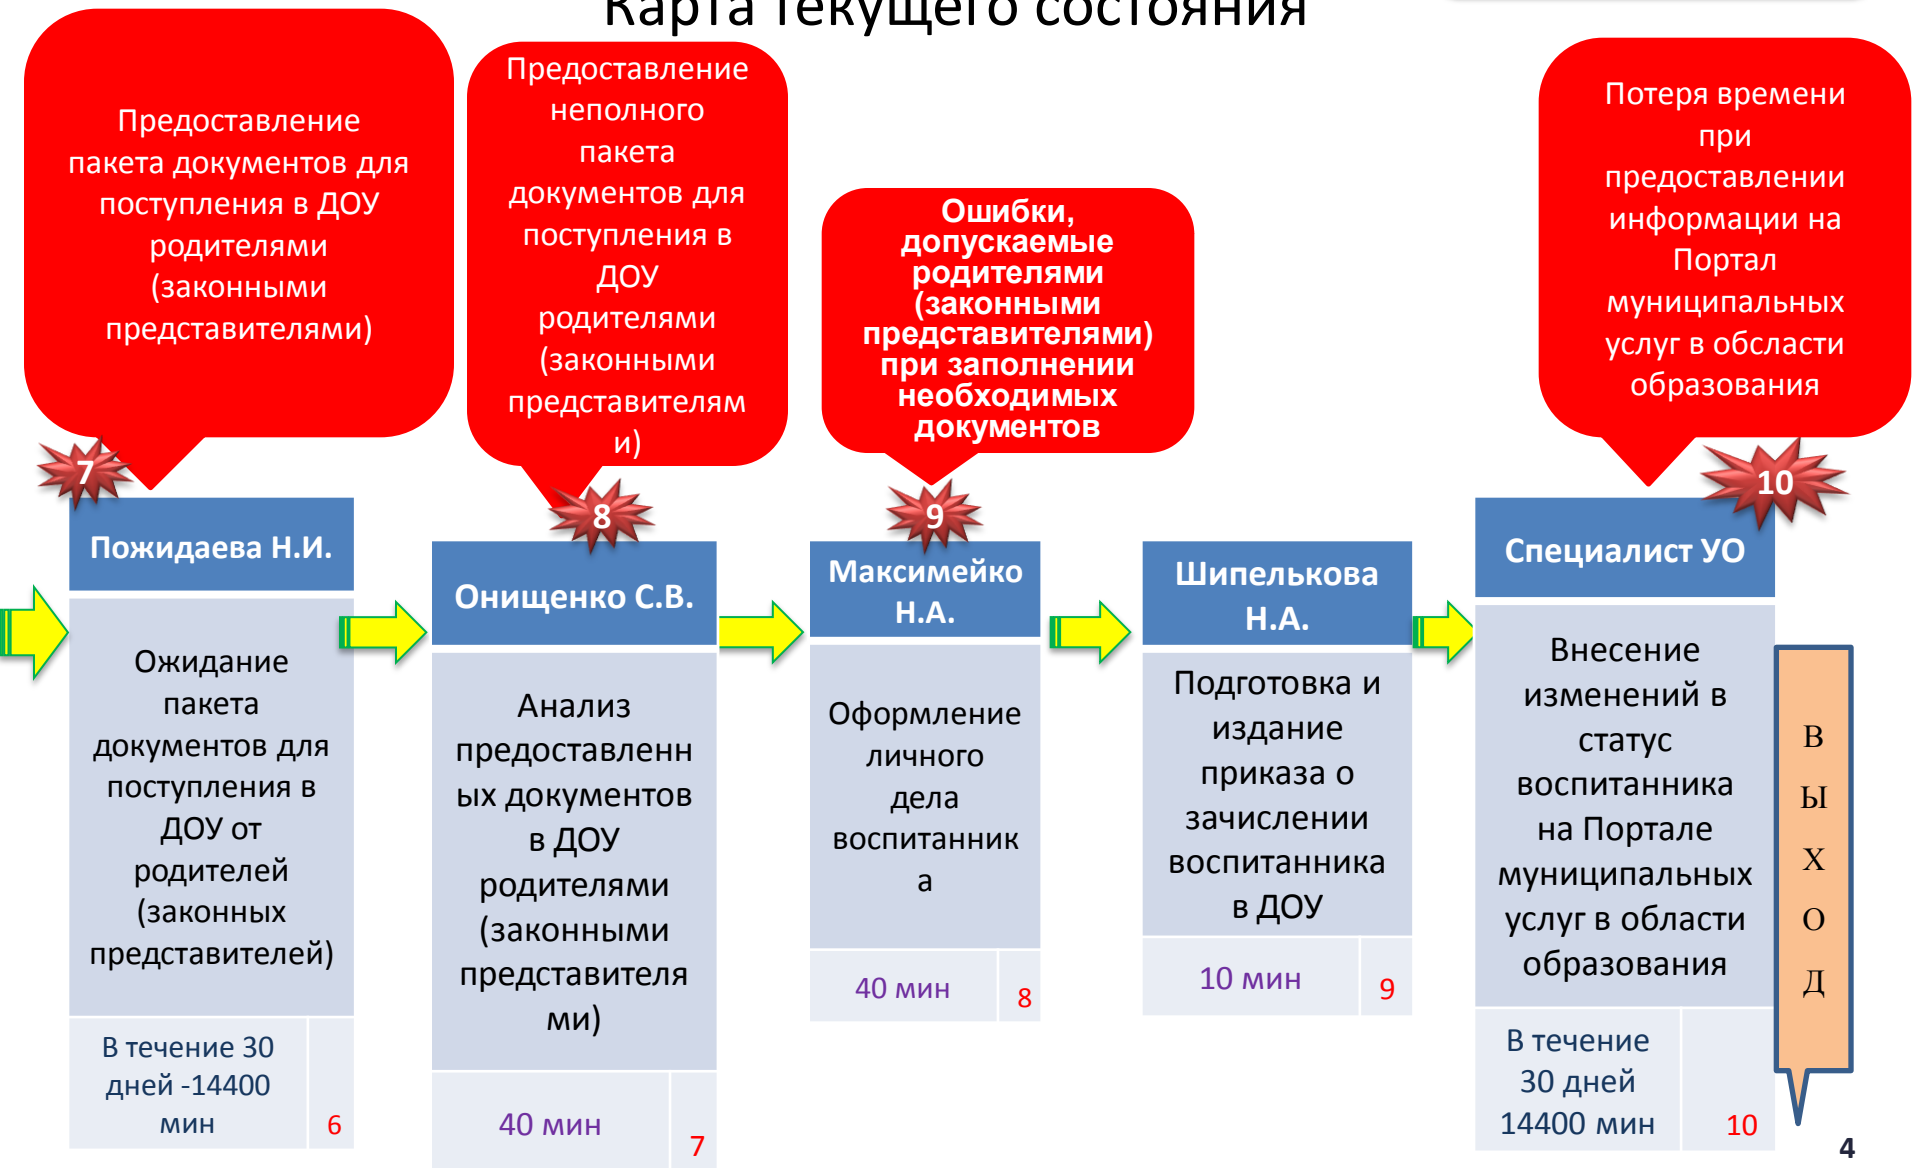 Карта текущего состояния
Предоставление
пакета документов для
поступления в ДОУ
родителями
(законными
представителями)
7
Предоставление
неполного
пакета
документов для
поступления в
ДОУ
родителями
(законными
представителям
и)
8
Ошибки,
допускаемые
родителями
(законными
представителями)
при заполнении
необходимых
документов
9
Потеря времени
при
предоставлении
информации на
Портал
муниципальных
услуг в обсласти
образования
10
Пожидаева Н.И.
Ожидание
пакета
документов для
поступления в
ДОУ от
родителей
(законных
представителей)
В течение 30
дней -14400
мин
6
Онищенко С.В.
Анализ
предоставленн
ых документов
в ДОУ
родителями
(законными
представителя
ми)
40 мин
7
Максимейко
Н.А.
Оформление
личного
дела
воспитанник
а
40 мин
8
Шипелькова
Н.А.
Подготовка и
издание
приказа о
зачислении
воспитанника
в ДОУ
10 мин
9
Специалист УО
Внесение
изменений в
статус
воспитанника
на Портале
муниципальных
услуг в области
образования
В течение
30 дней
14400 мин
10
В
Ы
Х
О
Д
4